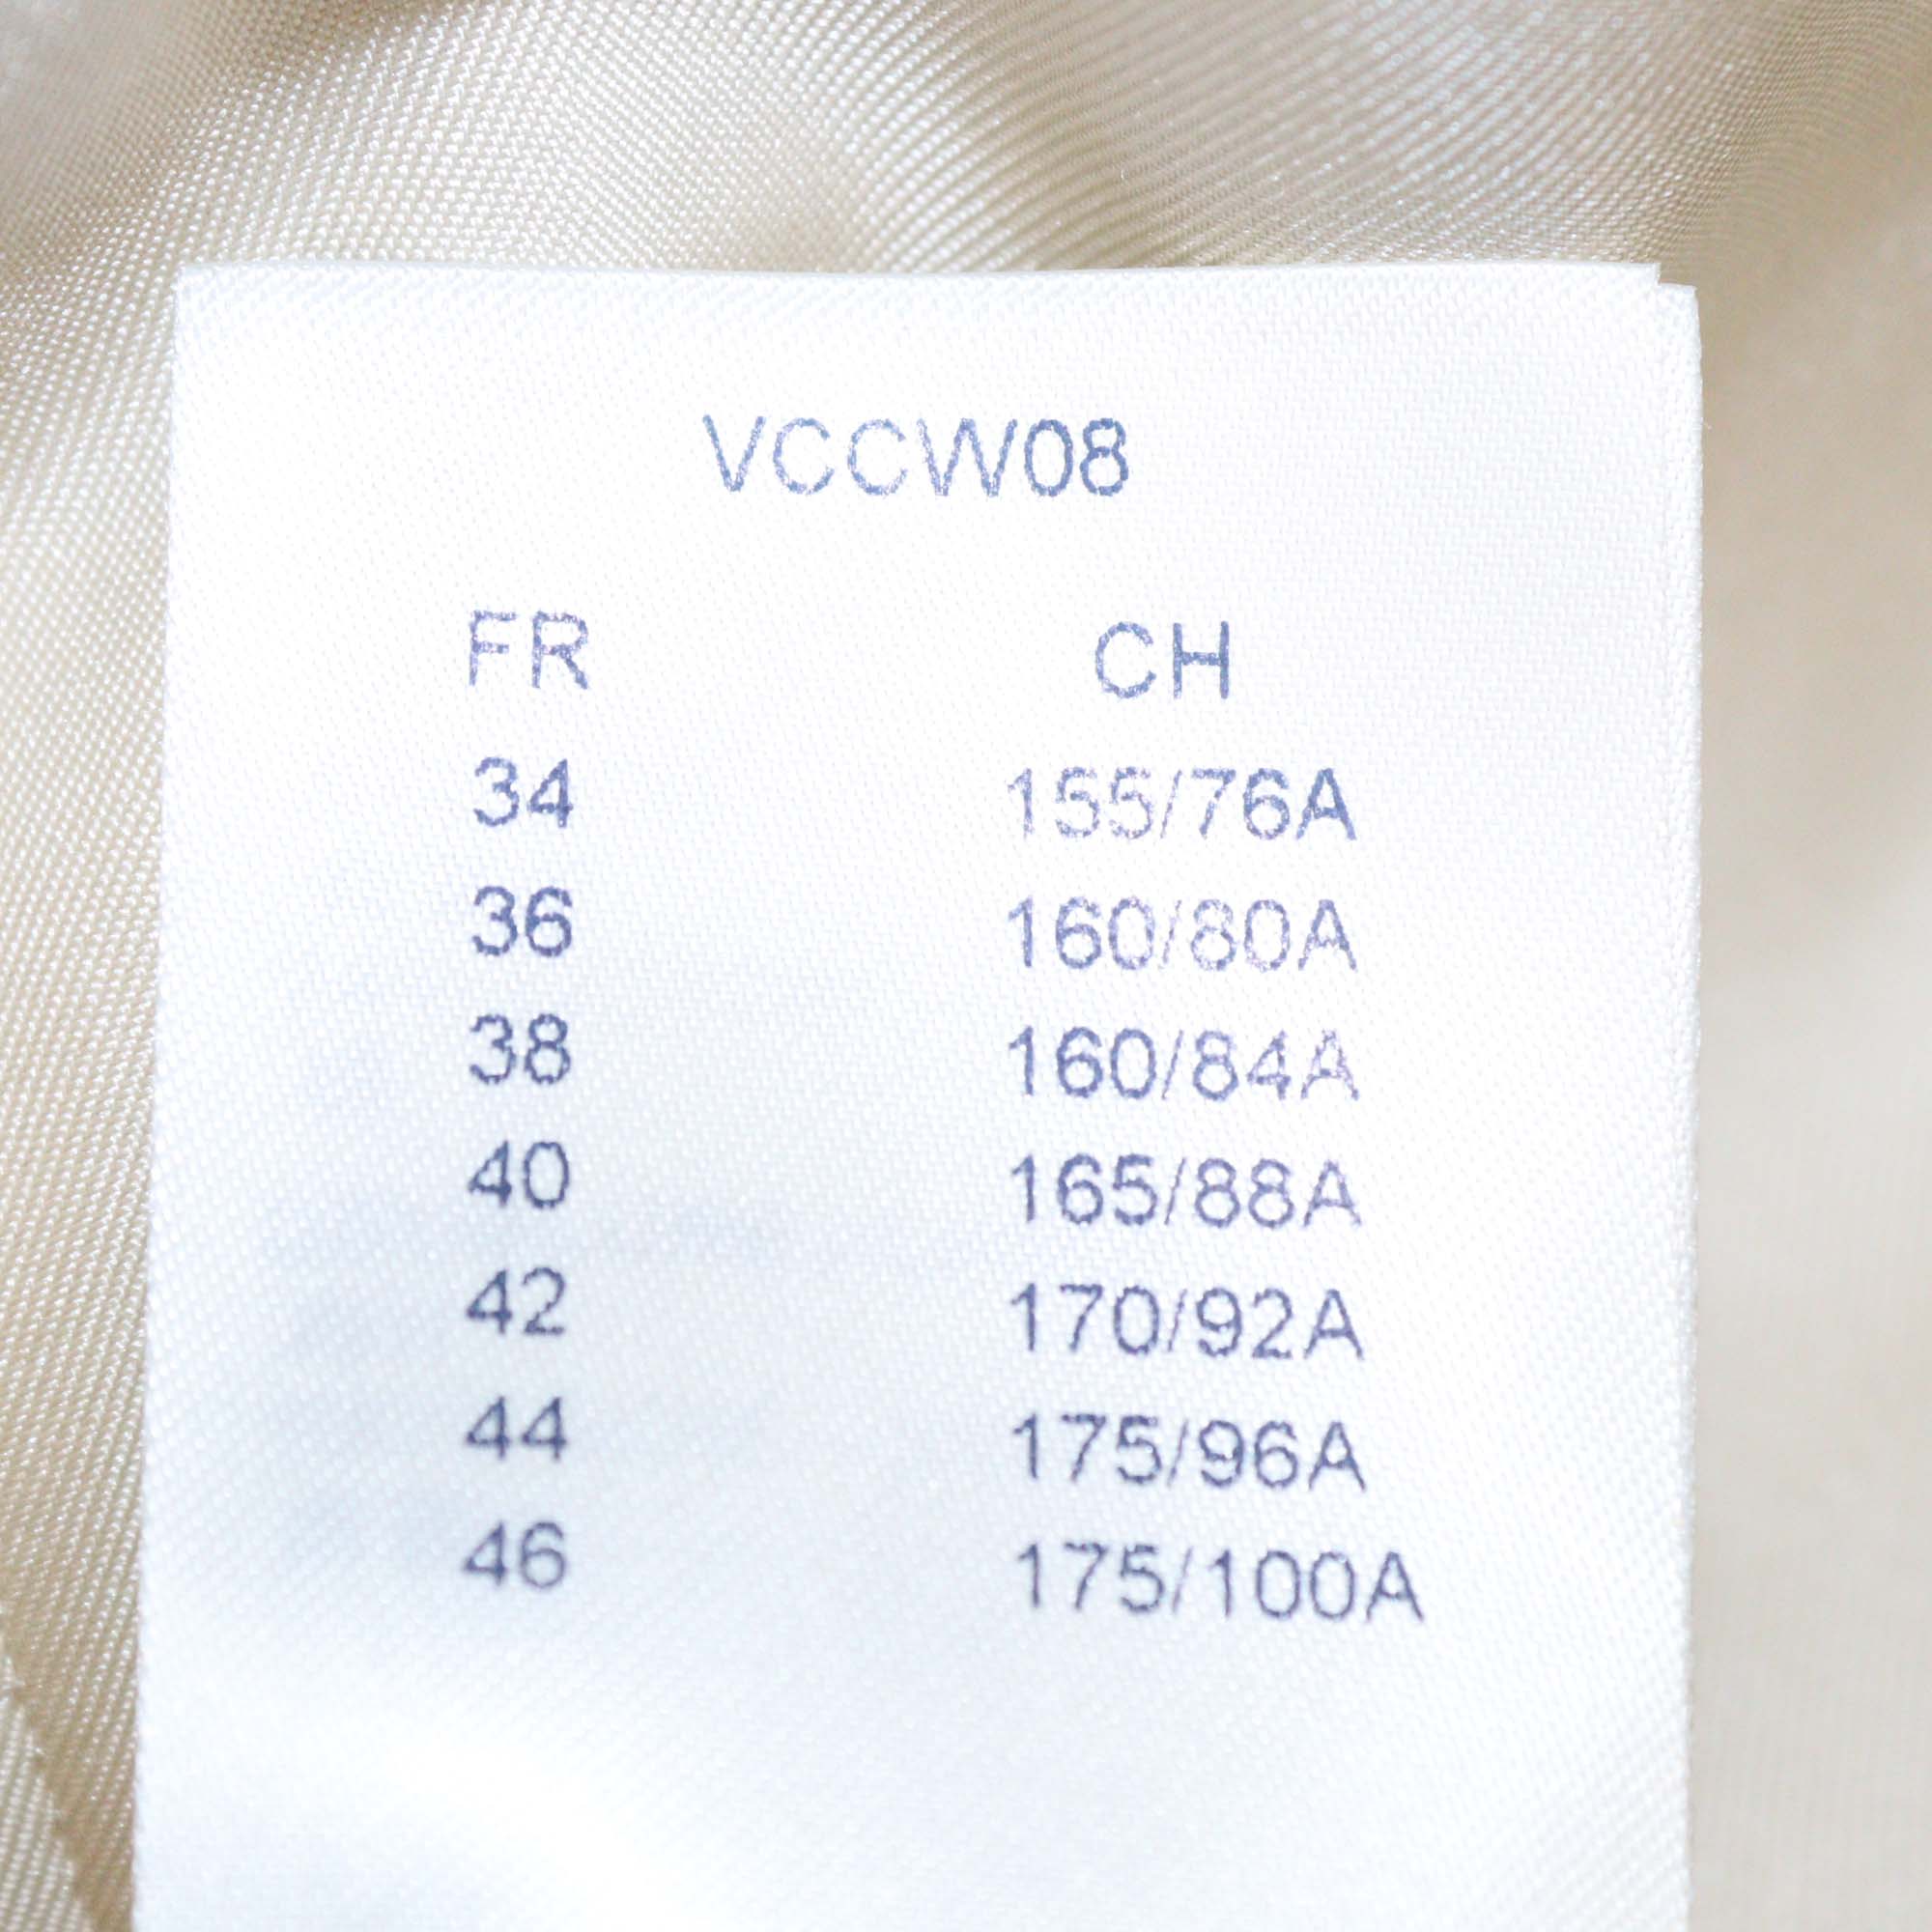 VCCW08
FR CH
34 155/76A
36 160/80A
38 160/84A
40 165/88A
42 170/92A
44 175/96A
46 175/100A